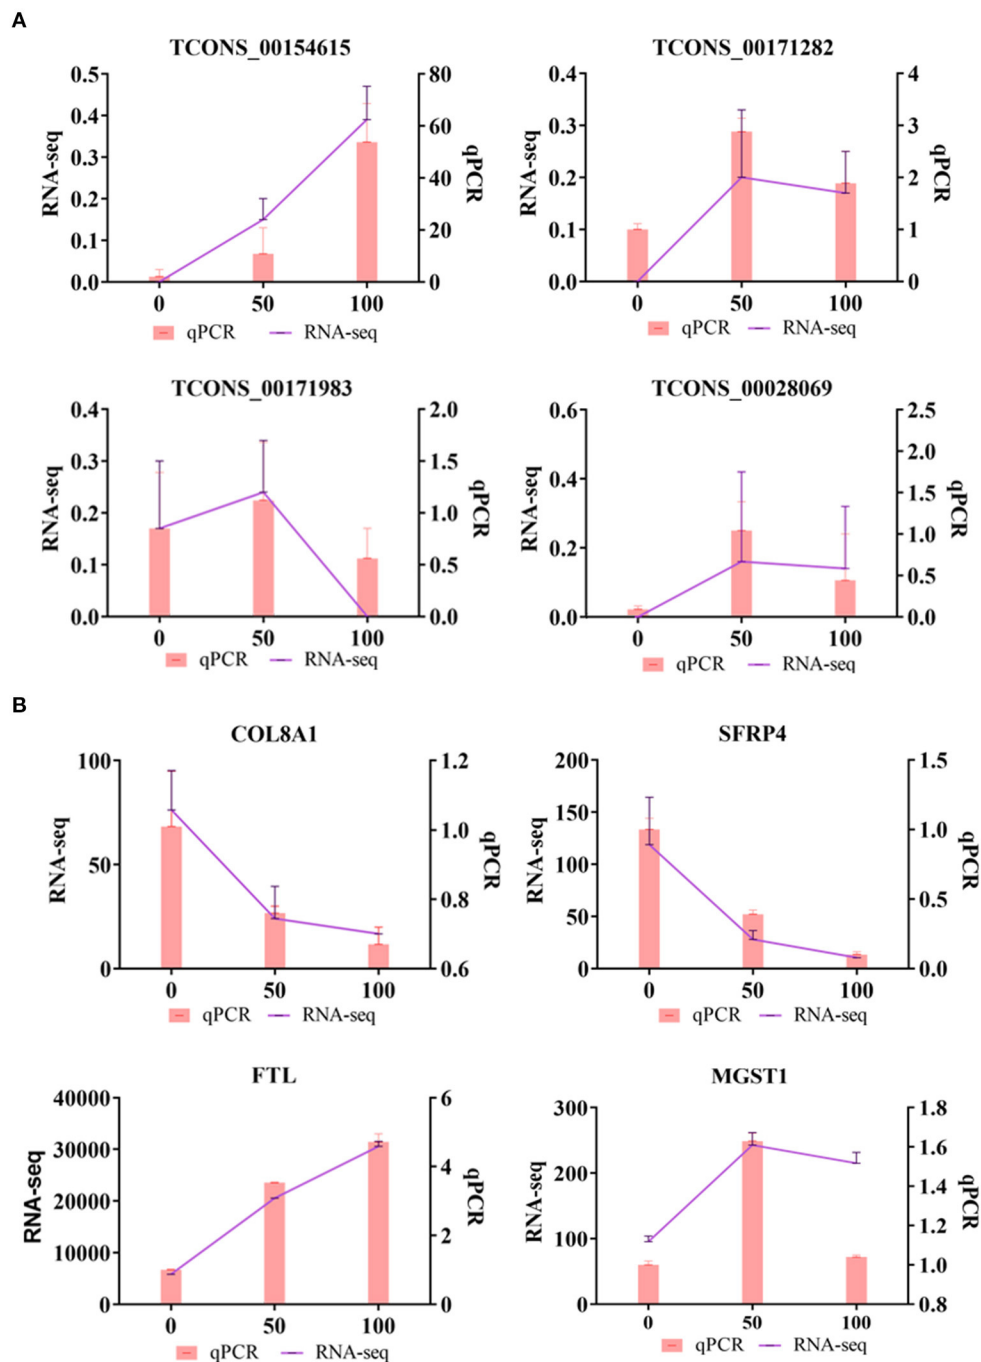 A
TCONS_00154615
RNA-seq
0.5
0.4
0.3
0.2
0.1
0.0
80
60
40
20
0
qPCR
0 50 100
qPCR RNA-seq
TCONS_00171282
RNA-seq
0.4
0.3
0.2
0.1
0.0
4
3
2
1
0
qPCR
0 50 100
qPCR RNA-seq
TCONS_00171983
RNA-seq
0.4
0.3
0.2
0.1
0.0
2.0
1.5
1.0
0.5
0.0
qPCR
0 50 100
qPCR RNA-seq
TCONS_00028069
RNA-seq
0.6
0.4
0.2
0.0
2.5
2.0
1.5
1.0
0.5
0.0
qPCR
0 50 100
qPCR RNA-seq
B
COL8A1
RNA-seq
100
50
0
1.2
1.0
0.8
0.6
qPCR
0 50 100
qPCR RNA-seq
SFRP4
RNA-seq
200
150
100
50
0
1.5
1.0
0.5
0.0
qPCR
0 50 100
qPCR RNA-seq
FTL
RNA-seq
40000
30000
20000
10000
0
6
4
2
0
qPCR
0 50 100
qPCR RNA-seq
MGST1
RNA-seq
300
200
100
0
1.8
1.6
1.4
1.2
1.0
0.8
qPCR
0 50 100
qPCR RNA-seq